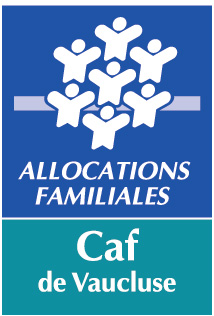 ALLOCATIONS
FAMILIALES
Caf
de Vaucluse